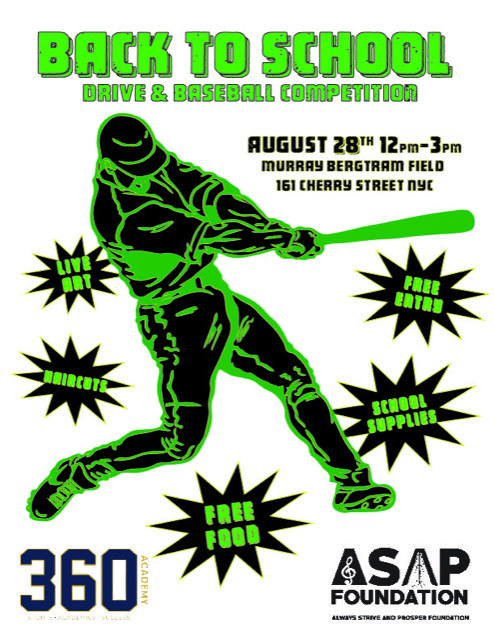 BACK TO SCHOOL
DRIVE & BASEBALL COMPETITION
AUGUST 28TH 12PM-3PM
MURRAY BERGTRAM FIELD
161 CHERRY STREET NYC
LIVE
ART
FREE
ENTRY
HAIRCUTS
SCHOOL
SUPPLIES
FREE
FOOD
360
ACADEMY
ASAP
FOUNDATION
ALWAYS STRIVE AND PROSPER FOUNDATION